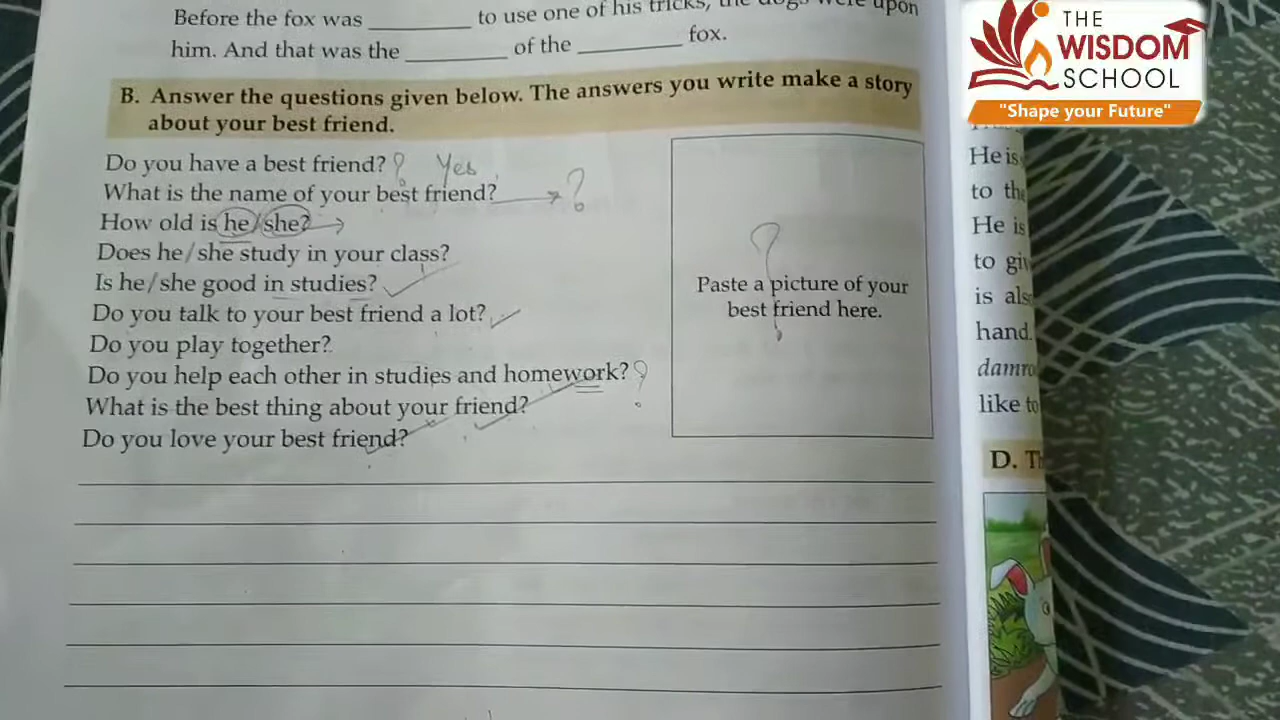 Before the fox was ________ to use one of his tricks, the dogs were upon
him. And that was the ________ of the ________ fox.
B. Answer the questions given below. The answers you write make a story
about your best friend.
Do you have a best friend?? Yes
What is the name of your best friend? ?
How old is he/she?
Does he/she study in your class?
Is he/she good in studies?
Do you talk to your best friend a lot?
Do you play together?
Do you help each other in studies and homework??
What is the best thing about your friend?
Do you love your best friend?
?
Paste a picture of your
best friend here.
THE
WISDOM
SCHOOL
"Shape your Future"
He is
to the
He is
to
is
hand.
like to
D.